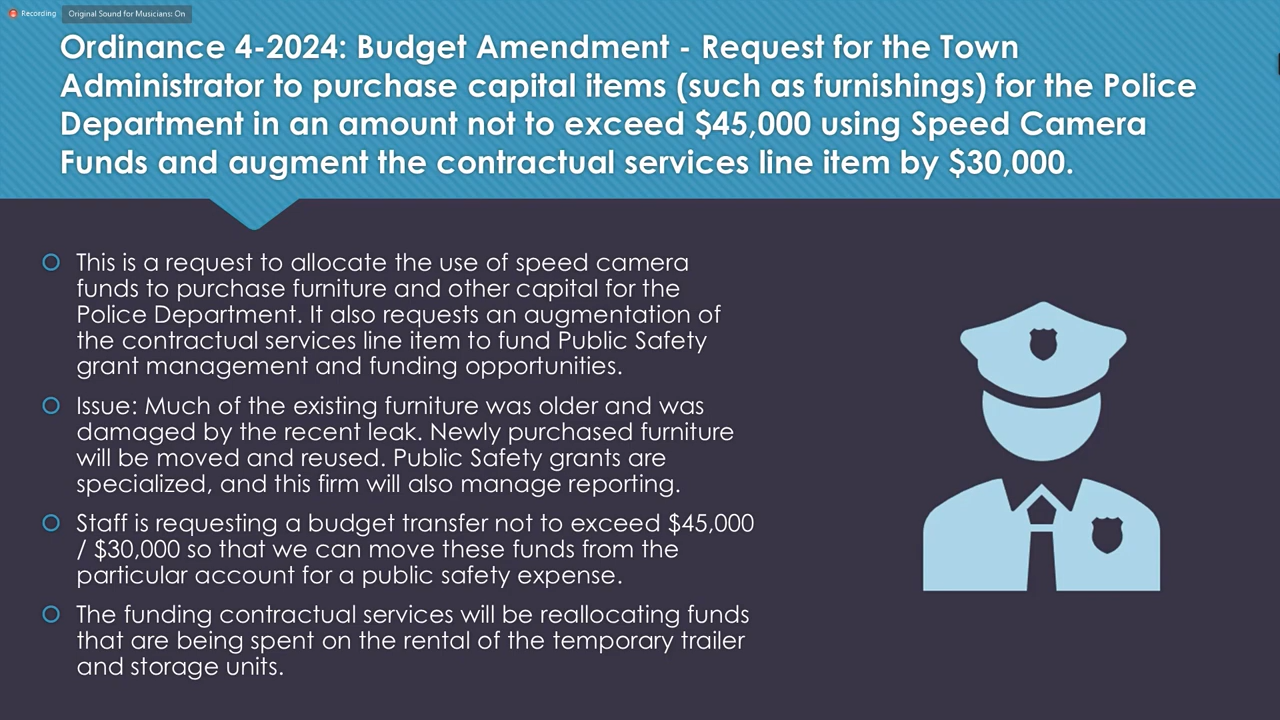 Recording
Original Sound for Musicians: On
Ordinance 4-2024: Budget Amendment - Request for the Town
Administrator to purchase capital items (such as furnishings) for the Police
Department in an amount not to exceed $45,000 using Speed Camera
Funds and augment the contractual services line item by $30,000.
This is a request to allocate the use of speed camera
funds to purchase furniture and other capital for the
Police Department. It also requests an augmentation of
the contractual services line item to fund Public Safety
grant management and funding opportunities.
Issue: Much of the existing furniture was older and was
damaged by the recent leak. Newly purchased furniture
will be moved and reused. Public Safety grants are
specialized, and this firm will also manage reporting.
Staff is requesting a budget transfer not to exceed $45,000
/ $30,000 so that we can move these funds from the
particular account for a public safety expense.
The funding contractual services will be reallocating funds
that are being spent on the rental of the temporary trailer
and storage units.